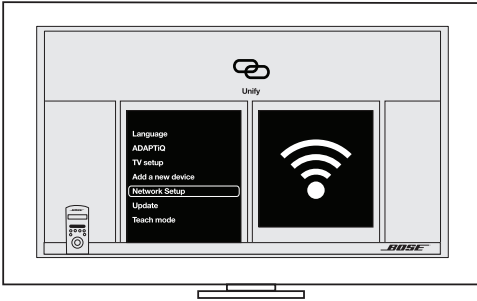 Unify
Language
ADAPTiQ
TV setup
Add a new device
Network Setup
Update
Teach mode
BOSE